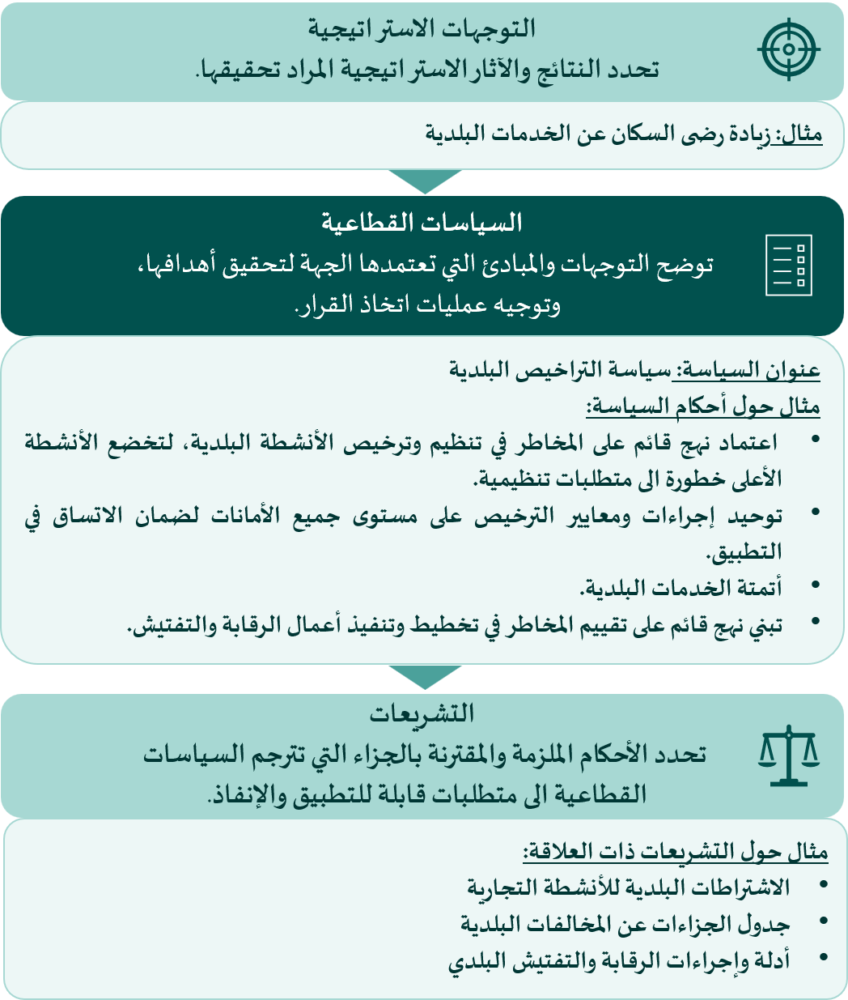 التوجهات الاستراتيجية
تحدد النتائج والآثار الاستراتيجية المراد تحقيقها.
مثال: زيادة رضى السكان عن الخدمات البلدية
السياسات القطاعية
توضح التوجهات والمبادئ التي تعتمدها الجهة لتحقيق أهدافها،
وتوجيه عمليات اتخاذ القرار.
عنوان السياسة: سياسة التراخيص البلدية
مثال حول أحكام السياسة:
• اعتماد نهج قائم على المخاطر في تنظيم وترخيص الأنشطة البلدية، لتخضع الأنشطة
الأعلى خطورة الى متطلبات تنظيمية.
• توحيد إجراءات ومعايير الترخيص على مستوى جميع الأمانات لضمان الاتساق في
التطبيق.
• أتمتة الخدمات البلدية.
• تبني نهج قائم على تقييم المخاطر في تخطيط وتنفيذ أعمال الرقابة والتفتيش.
التشريعات
تحدد الأحكام الملزمة والمقترنة بالجزاء التي تترجم السياسات
القطاعية الى متطلبات قابلة للتطبيق والإنفاذ.
مثال حول التشريعات ذات العلاقة:
• الاشتراطات البلدية للأنشطة التجارية
• جدول الجزاءات عن المخالفات البلدية
• أدلة وإجراءات الرقابة والتفتيش البلدي